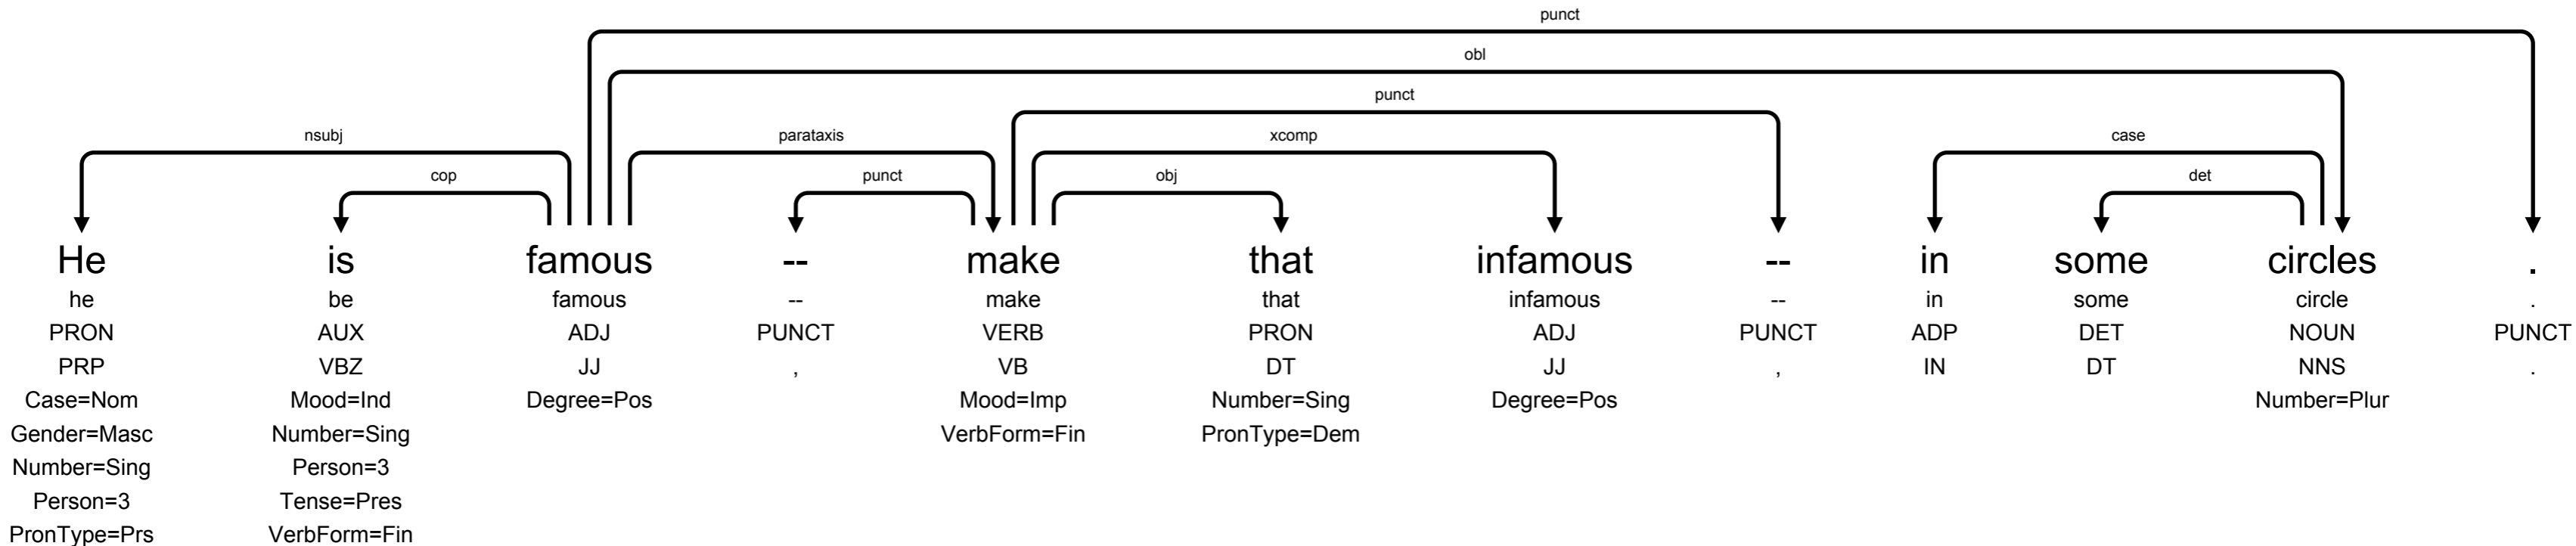 punct
obl
punct
nsubj parataxis xcomp case
cop punct obj det
He is famous -- make that infamous -- in some circles .
he be famous -- make that infamous -- in some circle .
PRON AUX ADJ PUNCT VERB PRON ADJ PUNCT ADP DET NOUN PUNCT
PRP VBZ JJ , VB DT JJ , IN DT NNS .
Case=Nom Mood=Ind Degree=Pos Mood=Imp Number=Sing Degree=Pos Number=Plur
Gender=Masc Number=Sing VerbForm=Fin PronType=Dem
Number=Sing Person=3
Person=3 Tense=Pres
PronType=Prs VerbForm=Fin